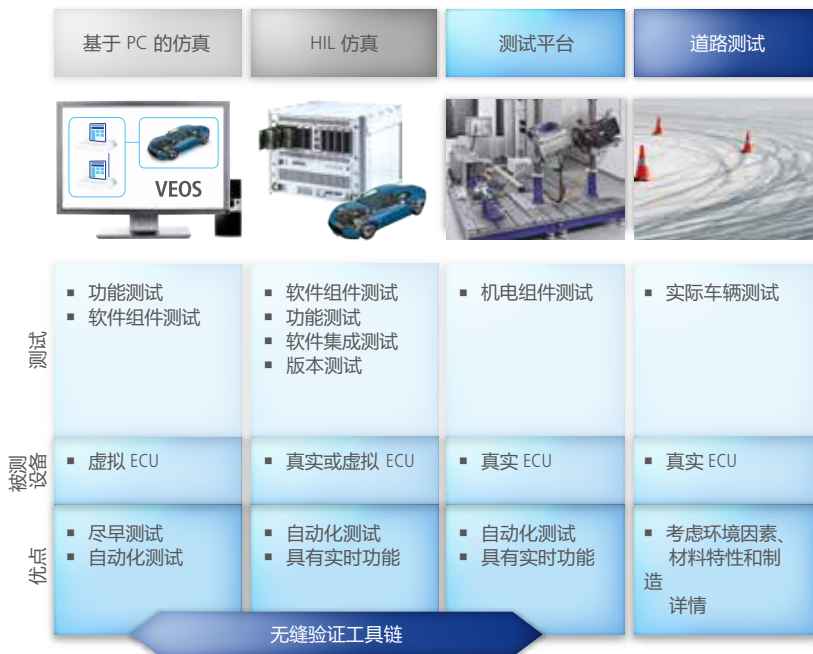 基于 PC 的仿真
HIL 仿真
测试平台
道路测试
VEOS
测试
▪ 功能测试
▪ 软件组件测试
▪ 软件组件测试
▪ 功能测试
▪ 软件集成测试
▪ 版本测试
▪ 机电组件测试
▪ 实际车辆测试
被测
设备
▪ 虚拟 ECU
▪ 真实或虚拟 ECU
▪ 真实 ECU
▪ 真实 ECU
优点
▪ 尽早测试
▪ 自动化测试
▪ 自动化测试
▪ 具有实时功能
▪ 自动化测试
▪ 具有实时功能
▪ 考虑环境因素、
材料特性和制
造
详情
无缝验证工具链